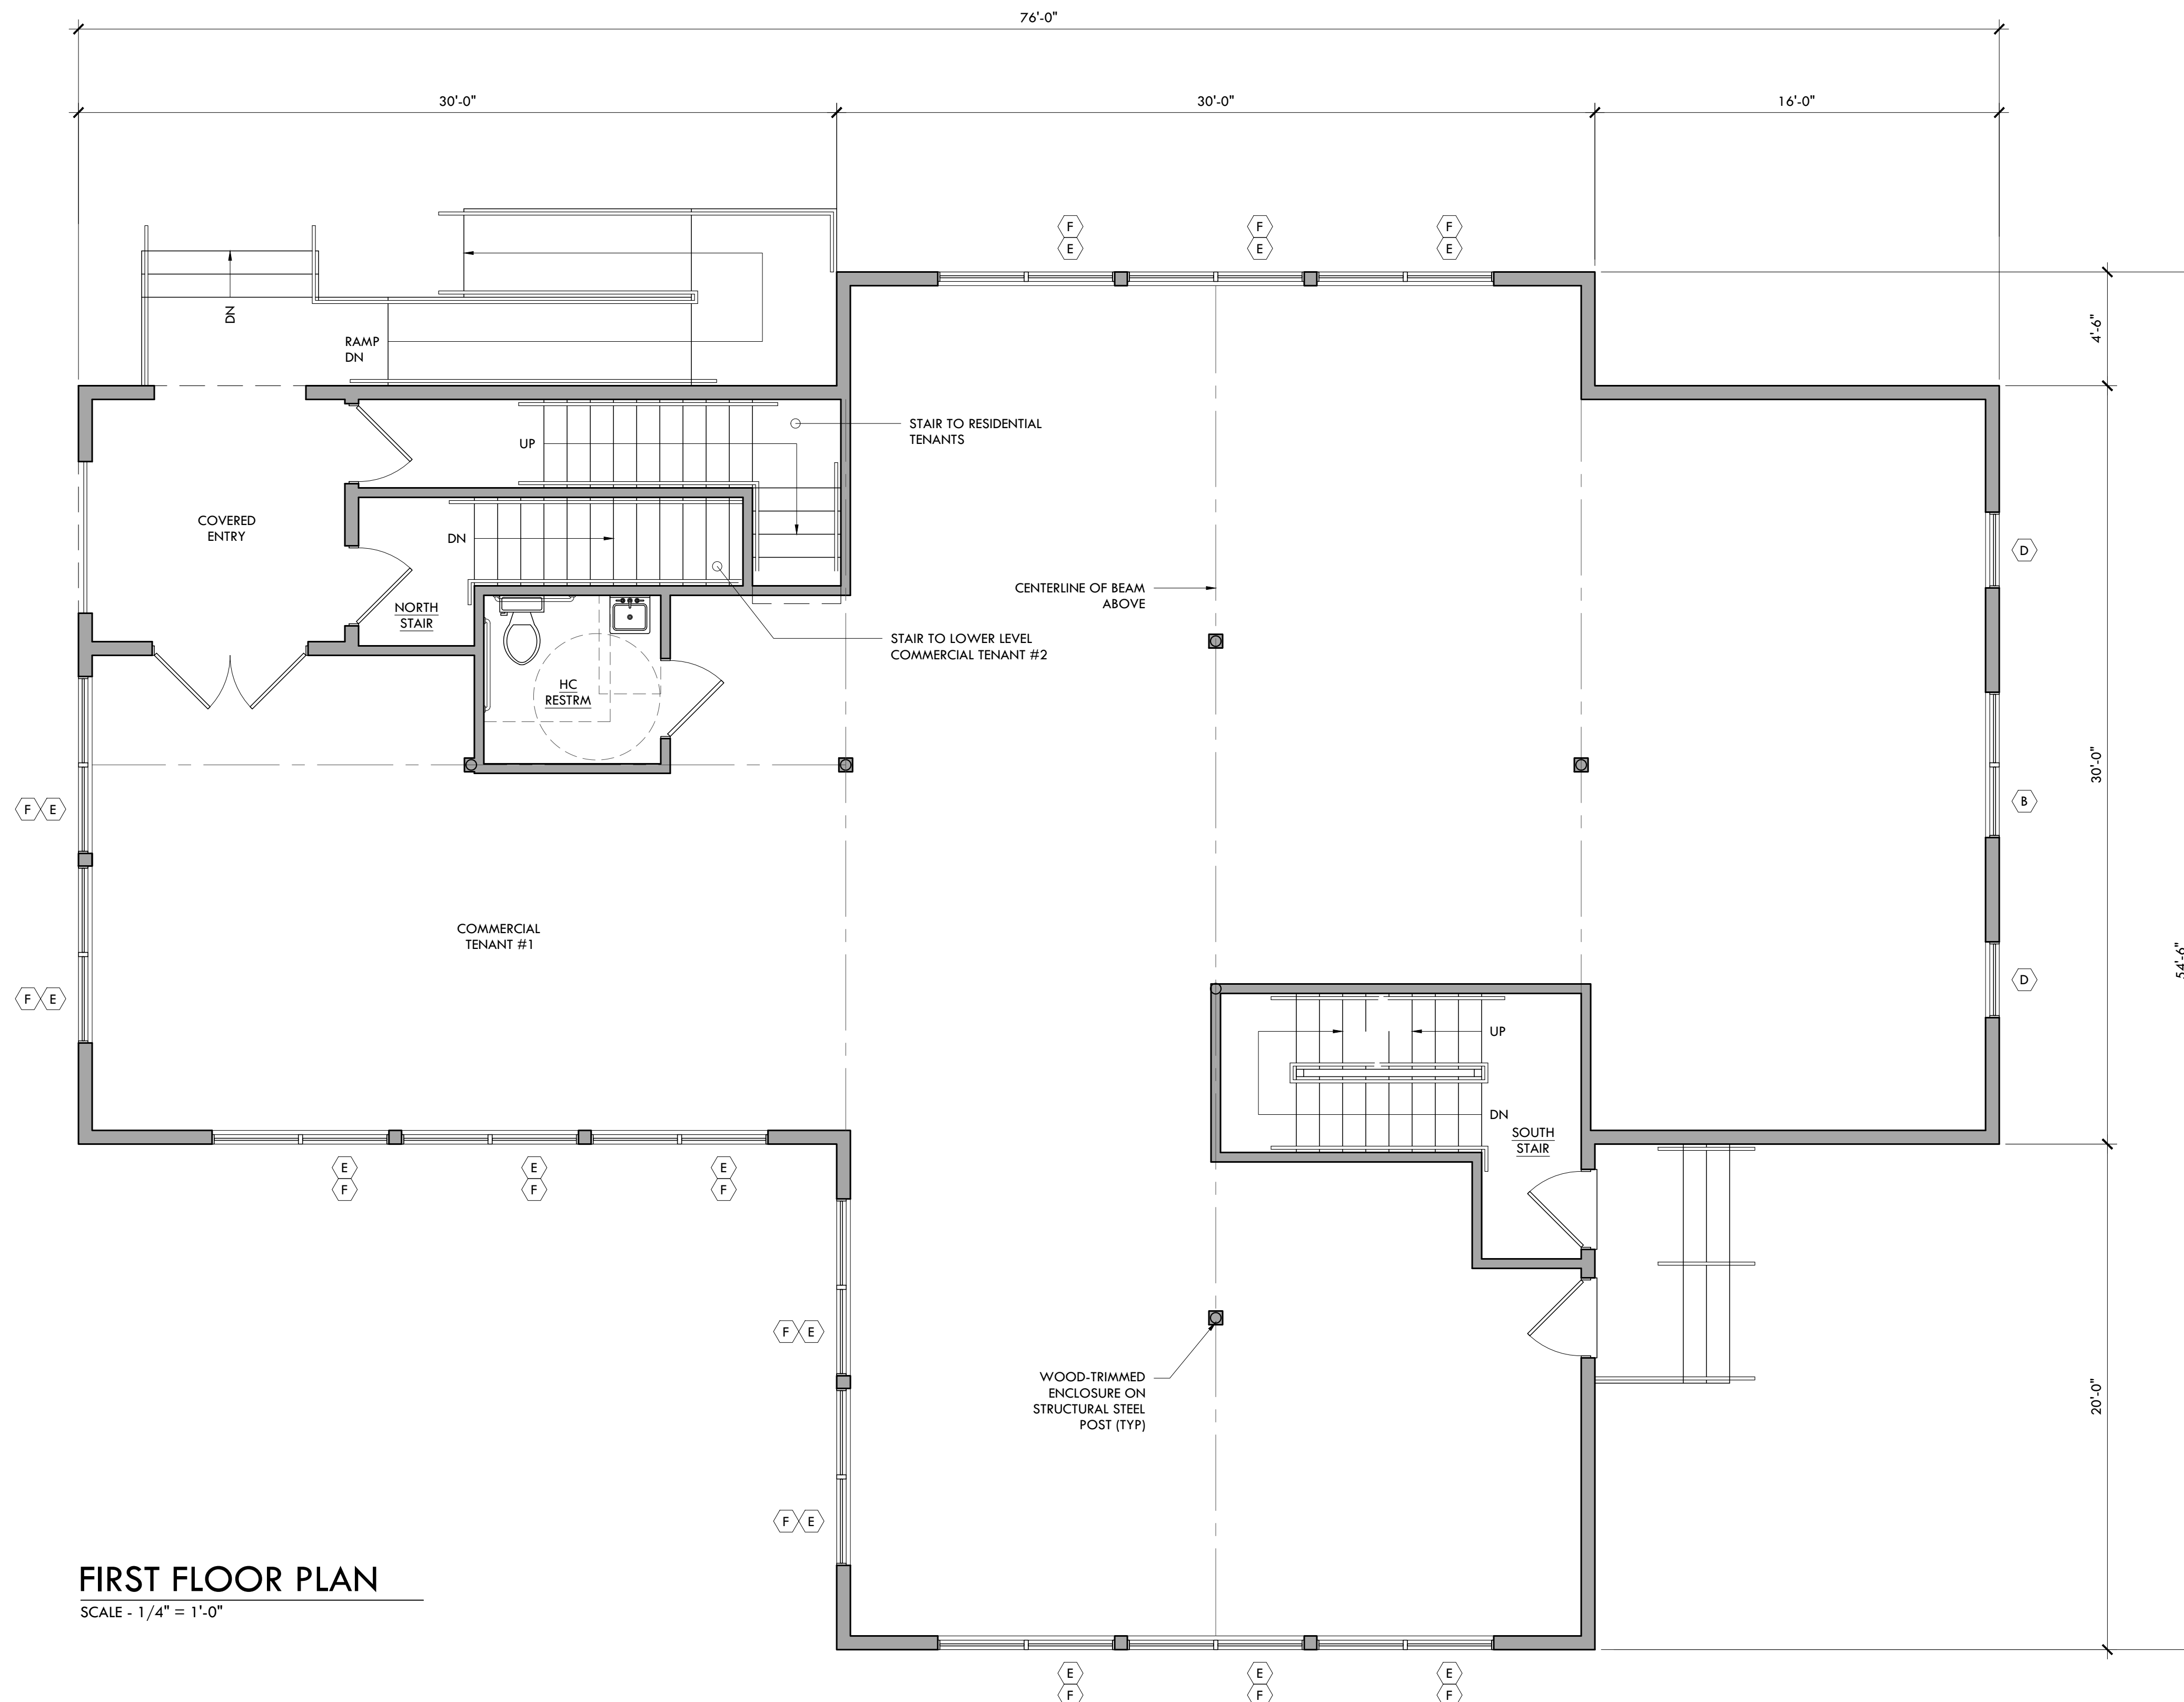 76'-0"
30'-0"
30'-0"
16'-0"
F
F
F
E
E
E
DN
RAMP
DN
4'-6"
STAIR TO RESIDENTIAL
TENANTS
UP
COVERED
ENTRY
DN
D
CENTERLINE OF BEAM
ABOVE
NORTH
STAIR
STAIR TO LOWER LEVEL
COMMERCIAL TENANT #2
HC
RESTRM
30'-0"
F E
B
COMMERCIAL
TENANT #1
54'-6"
D
F E
UP
DN
SOUTH
STAIR
E
E
E
F
F
F
F E
WOOD-TRIMMED
ENCLOSURE ON
STRUCTURAL STEEL
POST (TYP)
20'-0"
F E
FIRST FLOOR PLAN
SCALE - 1/4" = 1'-0"
E
E
E
F
F
F